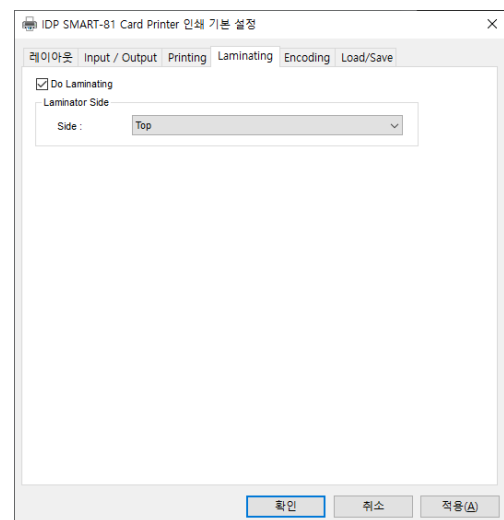 IDP SMART-81 Card Printer 인쇄 기본 설정
레이아웃 Input / Output Printing Laminating Encoding Load/Save
Do Laminating
Laminator Side
Side : Top
확인 취소 적용(A)